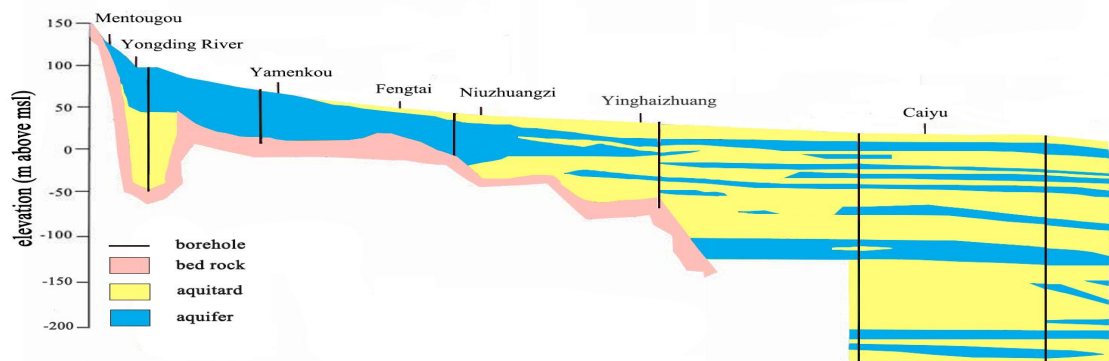 Mentougou
Yongding River
Yamenkou
Fengtai
Niuzhuangzi
Yinghaizhuang
Caiyu
elevation (m above msl)
150
100
50
0
-50
-100
-150
-200
borehole
bed rock
aquitard
aquifer